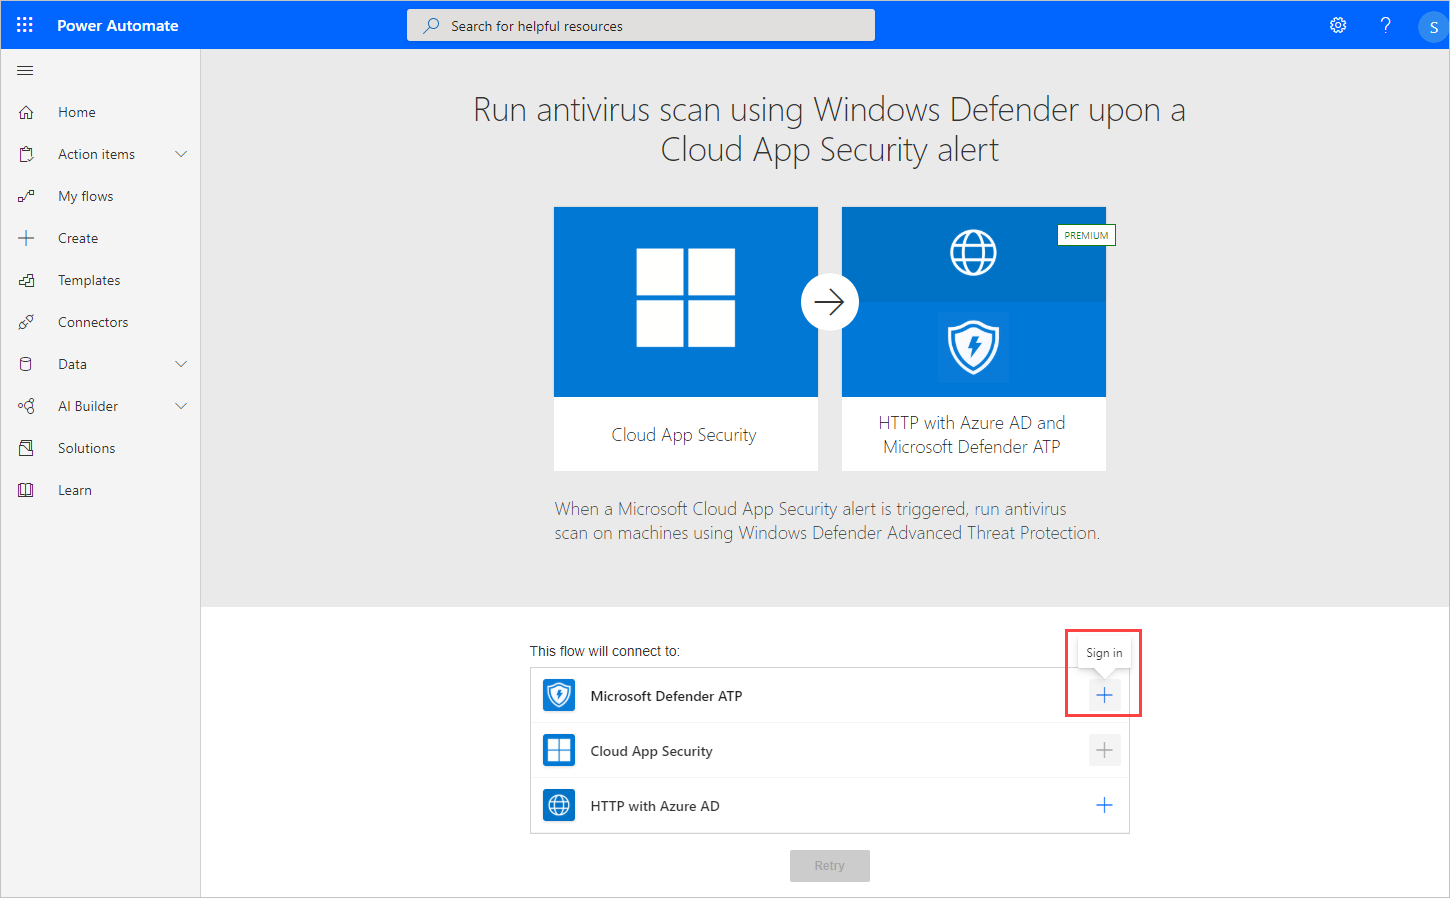 Power Automate
Search for helpful resources
?
S
Home
Action items
My flows
Create
Templates
Connectors
Data
AI Builder
Solutions
Learn
Run antivirus scan using Windows Defender upon a
Cloud App Security alert
PREMIUM
Cloud App Security
HTTP with Azure AD and
Microsoft Defender ATP
When a Microsoft Cloud App Security alert is triggered, run antivirus
scan on machines using Windows Defender Advanced Threat Protection.
This flow will connect to:
Sign in
Microsoft Defender ATP
Cloud App Security
HTTP with Azure AD
Retry